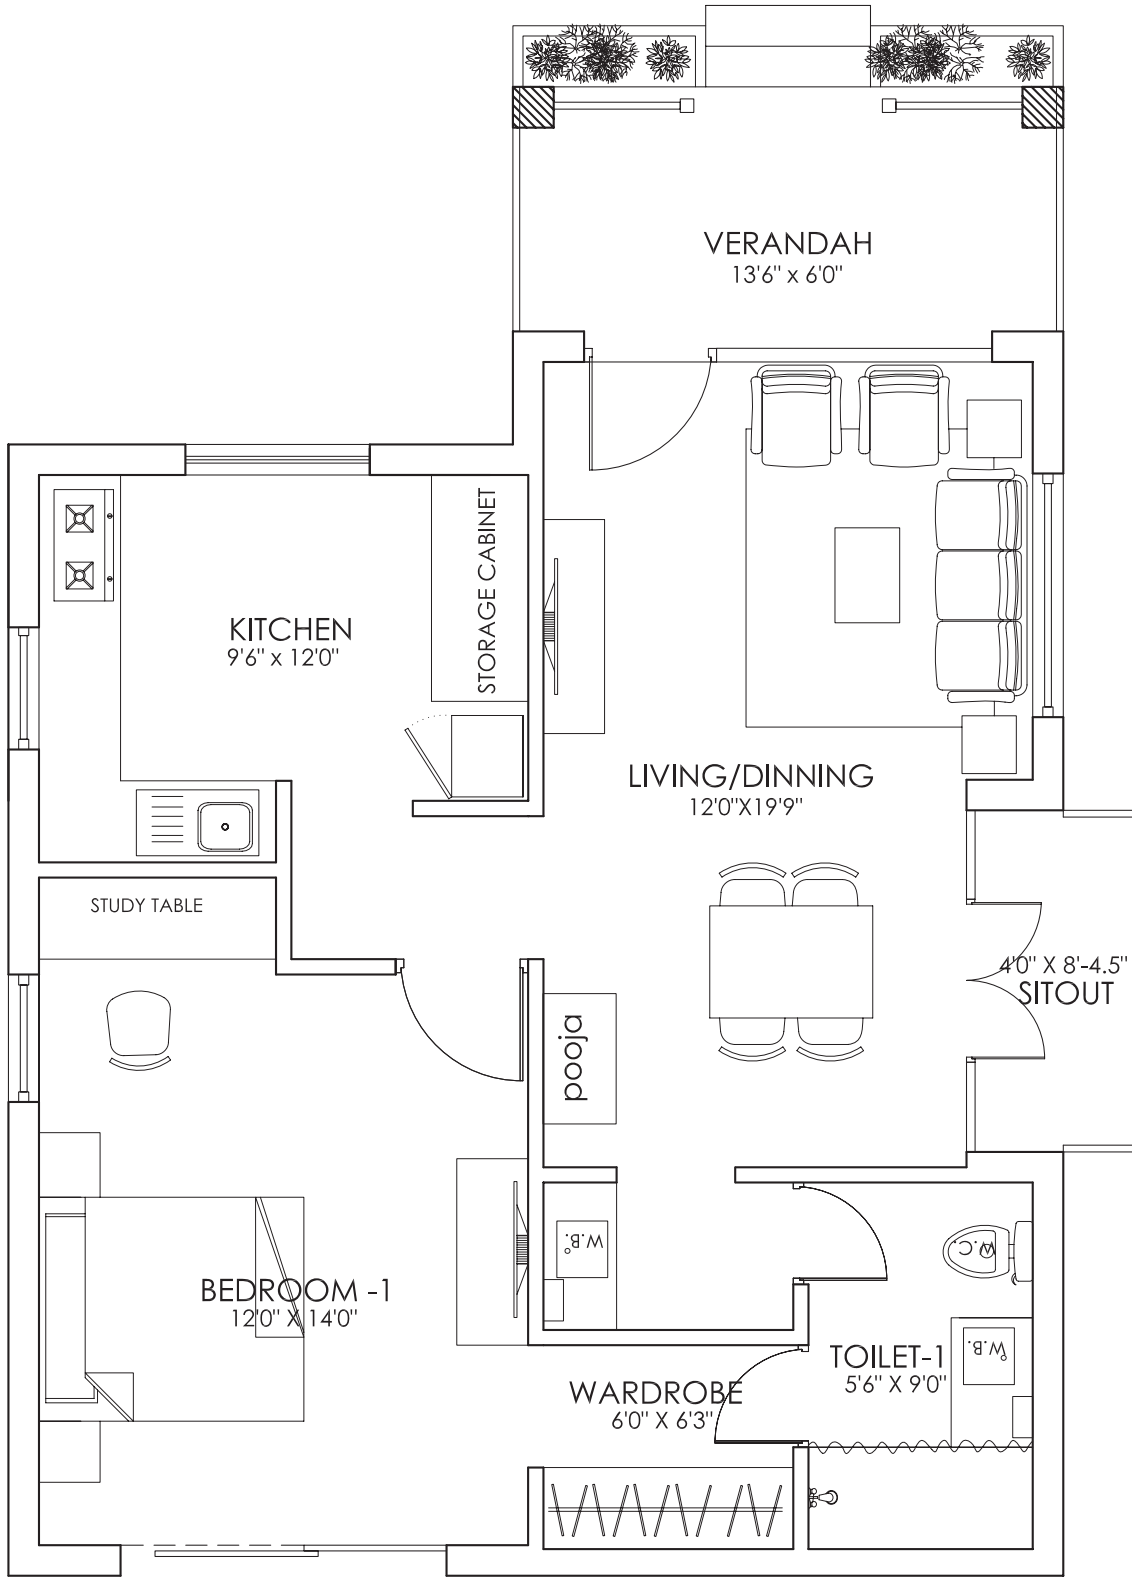 VERANDAH
13'6" x 6'0"
STORAGE CABINET
KITCHEN
9'6" x 12'0"
LIVING/DINNING
12'0"X19'9"
STUDY TABLE
4'0" X 8'-4.5"
SITOUT
pooja
W.B.
W.C.
BEDROOM -1
12'0" X 14'0"
TOILET-1
5'6" X 9'0"
W.B.
WARDROBE
6'0" X 6'3"